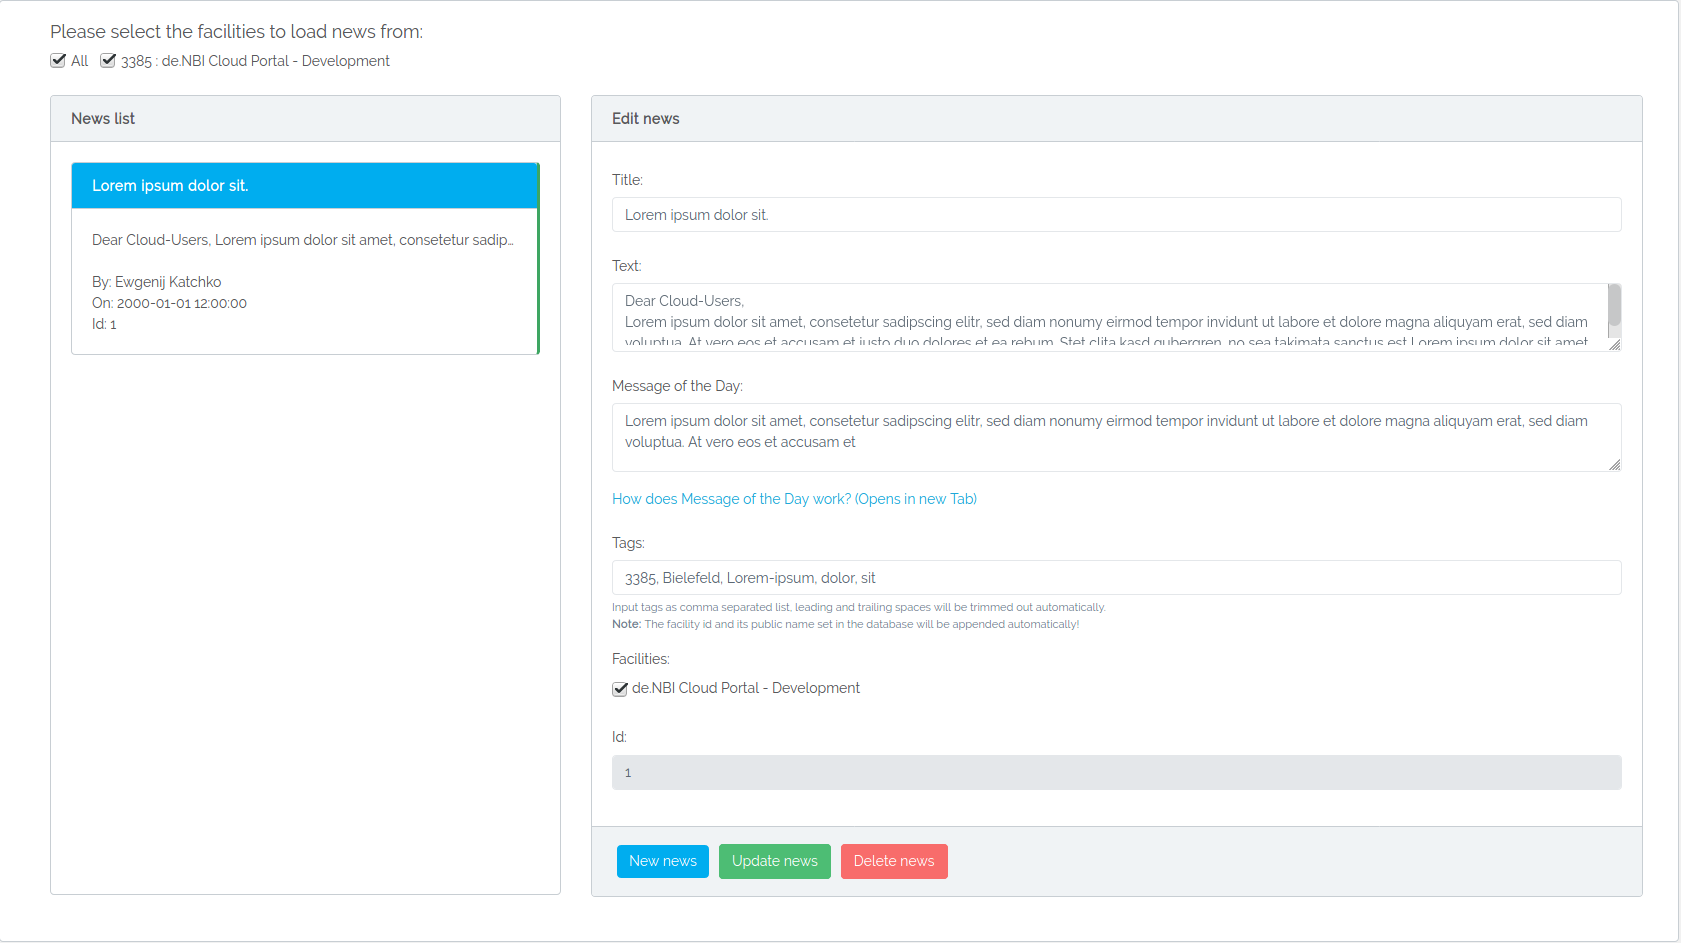 Please select the facilities to load news from:
All 3385 : de.NBI Cloud Portal - Development
News list
Lorem ipsum dolor sit.
Dear Cloud-Users, Lorem ipsum dolor sit amet, consetetur sadip...
By: Ewgenij Katchko
On: 2000-01-01 12:00:00
Id: 1
Edit news
Title:
Lorem ipsum dolor sit.
Text:
Dear Cloud-Users,
Lorem ipsum dolor sit amet, consetetur sadipscing elitr, sed diam nonumy eirmod tempor invidunt ut labore et dolore magna aliquyam erat, sed diam
voluptua. At vero eos et accusam et justo duo dolores et ea rebum. Stet clita kasd gubergren, no sea takimata sanctus est Lorem ipsum dolor sit amet
Message of the Day:
Lorem ipsum dolor sit amet, consetetur sadipscing elitr, sed diam nonumy eirmod tempor invidunt ut labore et dolore magna aliquyam erat, sed diam
voluptua. At vero eos et accusam et
How does Message of the Day work? (Opens in new Tab)
Tags:
3385, Bielefeld, Lorem-ipsum, dolor, sit
Input tags as comma separated list, leading and trailing spaces will be trimmed out automatically.
Note: The facility id and its public name set in the database will be appended automatically!
Facilities:
de.NBI Cloud Portal - Development
Id:
1
New news
Update news
Delete news